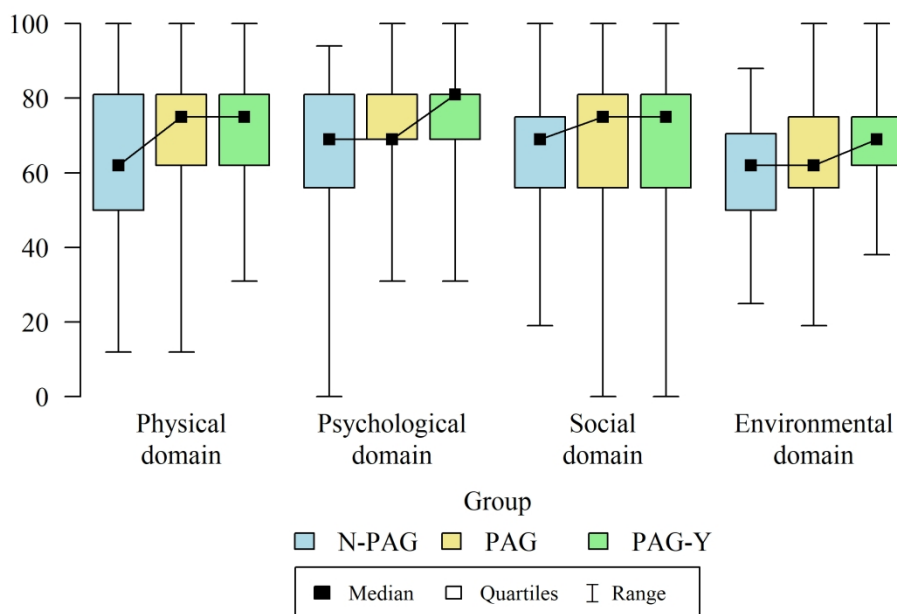 100
80
60
40
20
0
Physical domain
Psychological domain
Social domain
Environmental domain
Group
N-PAG PAG PAG-Y
Median Quartiles Range